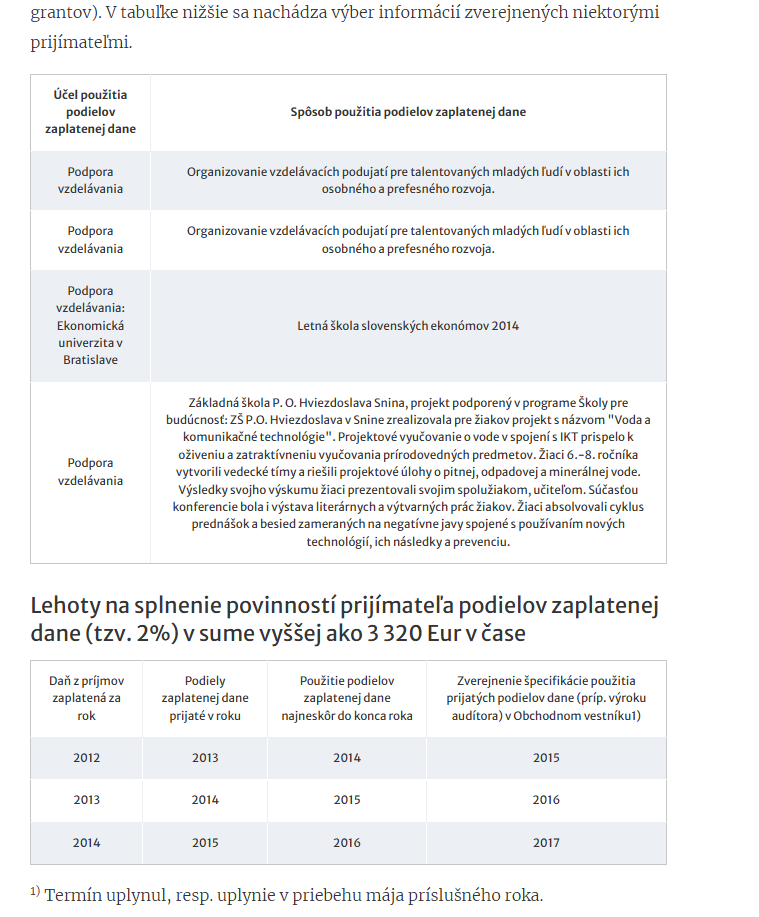 grantov). V tabuľke nižšie sa nachádza výber informácií zverejnených niektorými
prijímateľmi.
Účel použitia
podielov
zaplatenej dane
Spôsob použitia podielov zaplatenej dane
Podpora
vzdelávania
Organizovanie vzdelávacích podujatí pre talentovaných mladých ľudí v oblasti ich
osobného a prefesného rozvoja.
Podpora
vzdelávania
Organizovanie vzdelávacích podujatí pre talentovaných mladých ľudí v oblasti ich
osobného a prefesného rozvoja.
Podpora
vzdelávania:
Ekonomická
univerzita v
Bratislave
Letná škola slovenských ekonómov 2014
Podpora
vzdelávania
Základná škola P. O. Hviezdoslava Snina, projekt podporený v programe Školy pre
budúcnosť: ZŠ P.O. Hviezdoslava v Snine zrealizovala pre žiakov projekt s názvom "Voda a
komunikačné technológie". Projektové vyučovanie o vode v spojení s IKT prispelo k
oživeniu a zatraktívneniu vyučovania prírodovedných predmetov. Žiaci 6.-8. ročníka
vytvorili vedecké tímy a riešili projektové úlohy o pitnej, odpadovej a minerálnej vode.
Výsledky svojho výskumu žiaci prezentovali svojim spolužiakom, učiteľom. Súčasťou
konferencie bola i výstava literárnych a výtvarných prác žiakov. Žiaci absolvovali cyklus
prednášok a besied zameraných na negatívne javy spojené s používaním nových
technológií, ich následky a prevenciu.
Lehoty na splnenie povinností prijímateľa podielov zaplatenej
dane (tzv. 2%) v sume vyššej ako 3 320 Eur v čase
Daň z príjmov
zaplatená za
rok
Podiely
zaplatenej dane
prijaté v roku
Použitie podielov
zaplatenej dane
najneskôr do konca roka
Zverejnenie špecifikácie použitia
prijatých podielov dane (príp. výroku
audítora) v Obchodnom vestníku1)
2012 2013 2014 2015
2013 2014 2015 2016
2014 2015 2016 2017
1) Termín uplynul, resp. uplynie v priebehu mája príslušného roka.